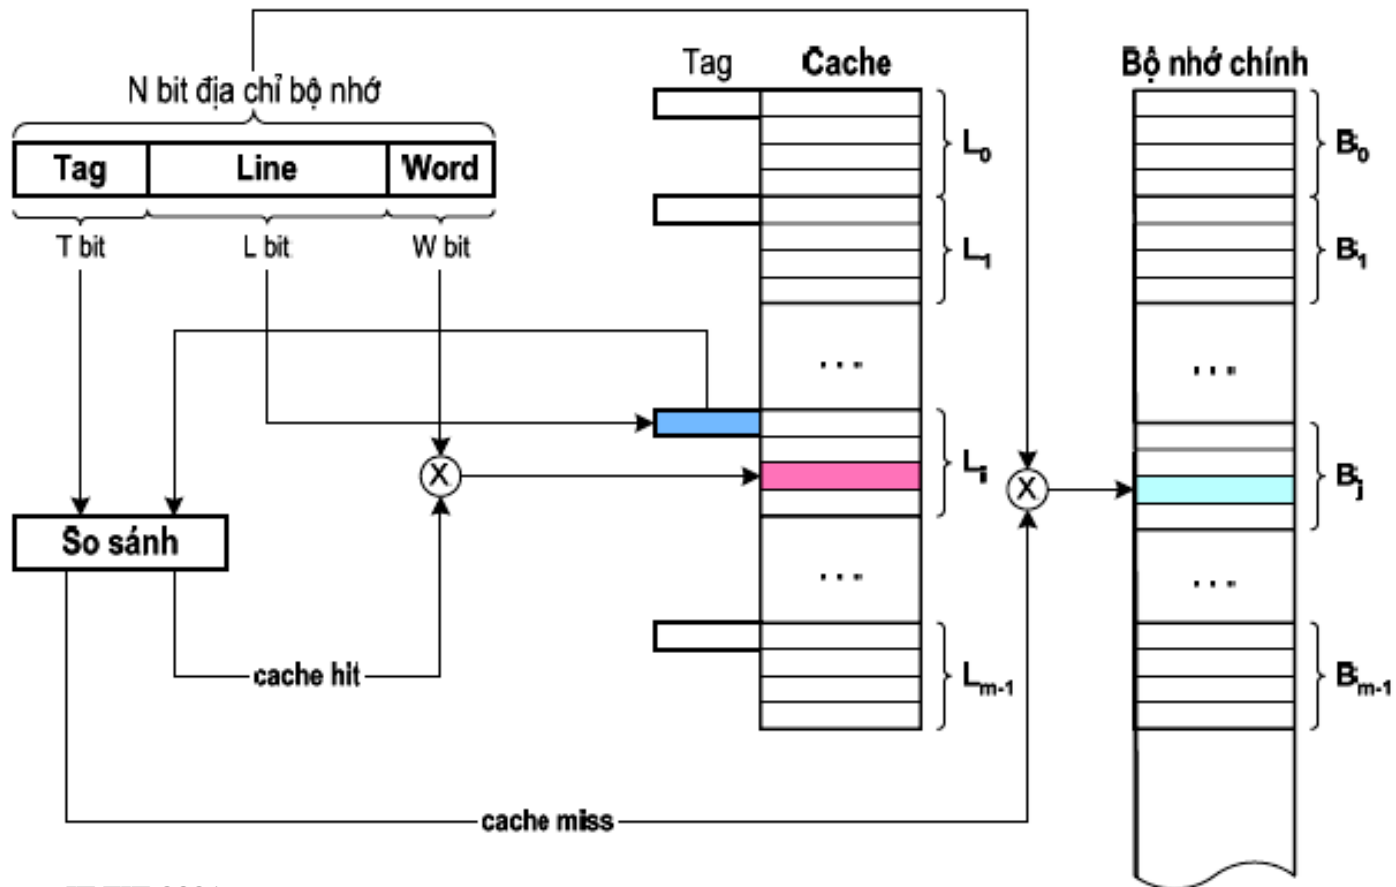 Tag
Cache
Bộ nhớ chính
N bit địa chỉ bộ nhớ
Tag
Line
Word
T bit
L bit
W bit
L0
L1
...
Li
...
Lm-1
B0
B1
...
Bj
...
Bm-1
X
X
So sánh
cache hit
cache miss